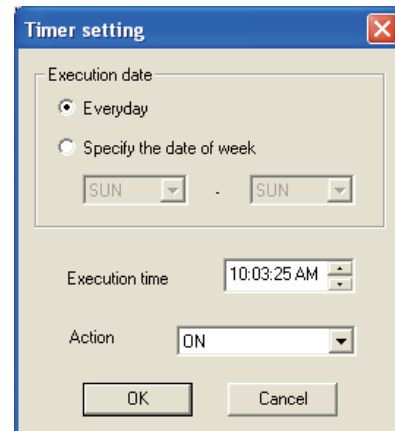 Timer setting
Execution date
Everyday
Specify the date of week
SUN - SUN
Execution time 10:03:25 AM
Action ON
OK Cancel